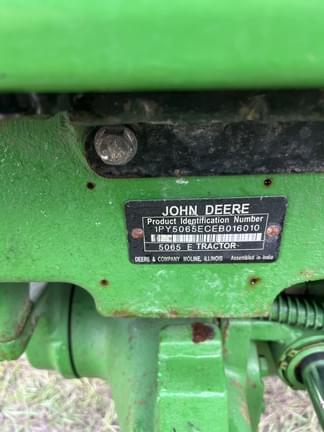 JOHN DEERE
Product Identification Number
1PY5065ECEB016010
5065 E TRACTOR
DEERE & COMPANY MOLINE, ILLINOIS Assembled in India